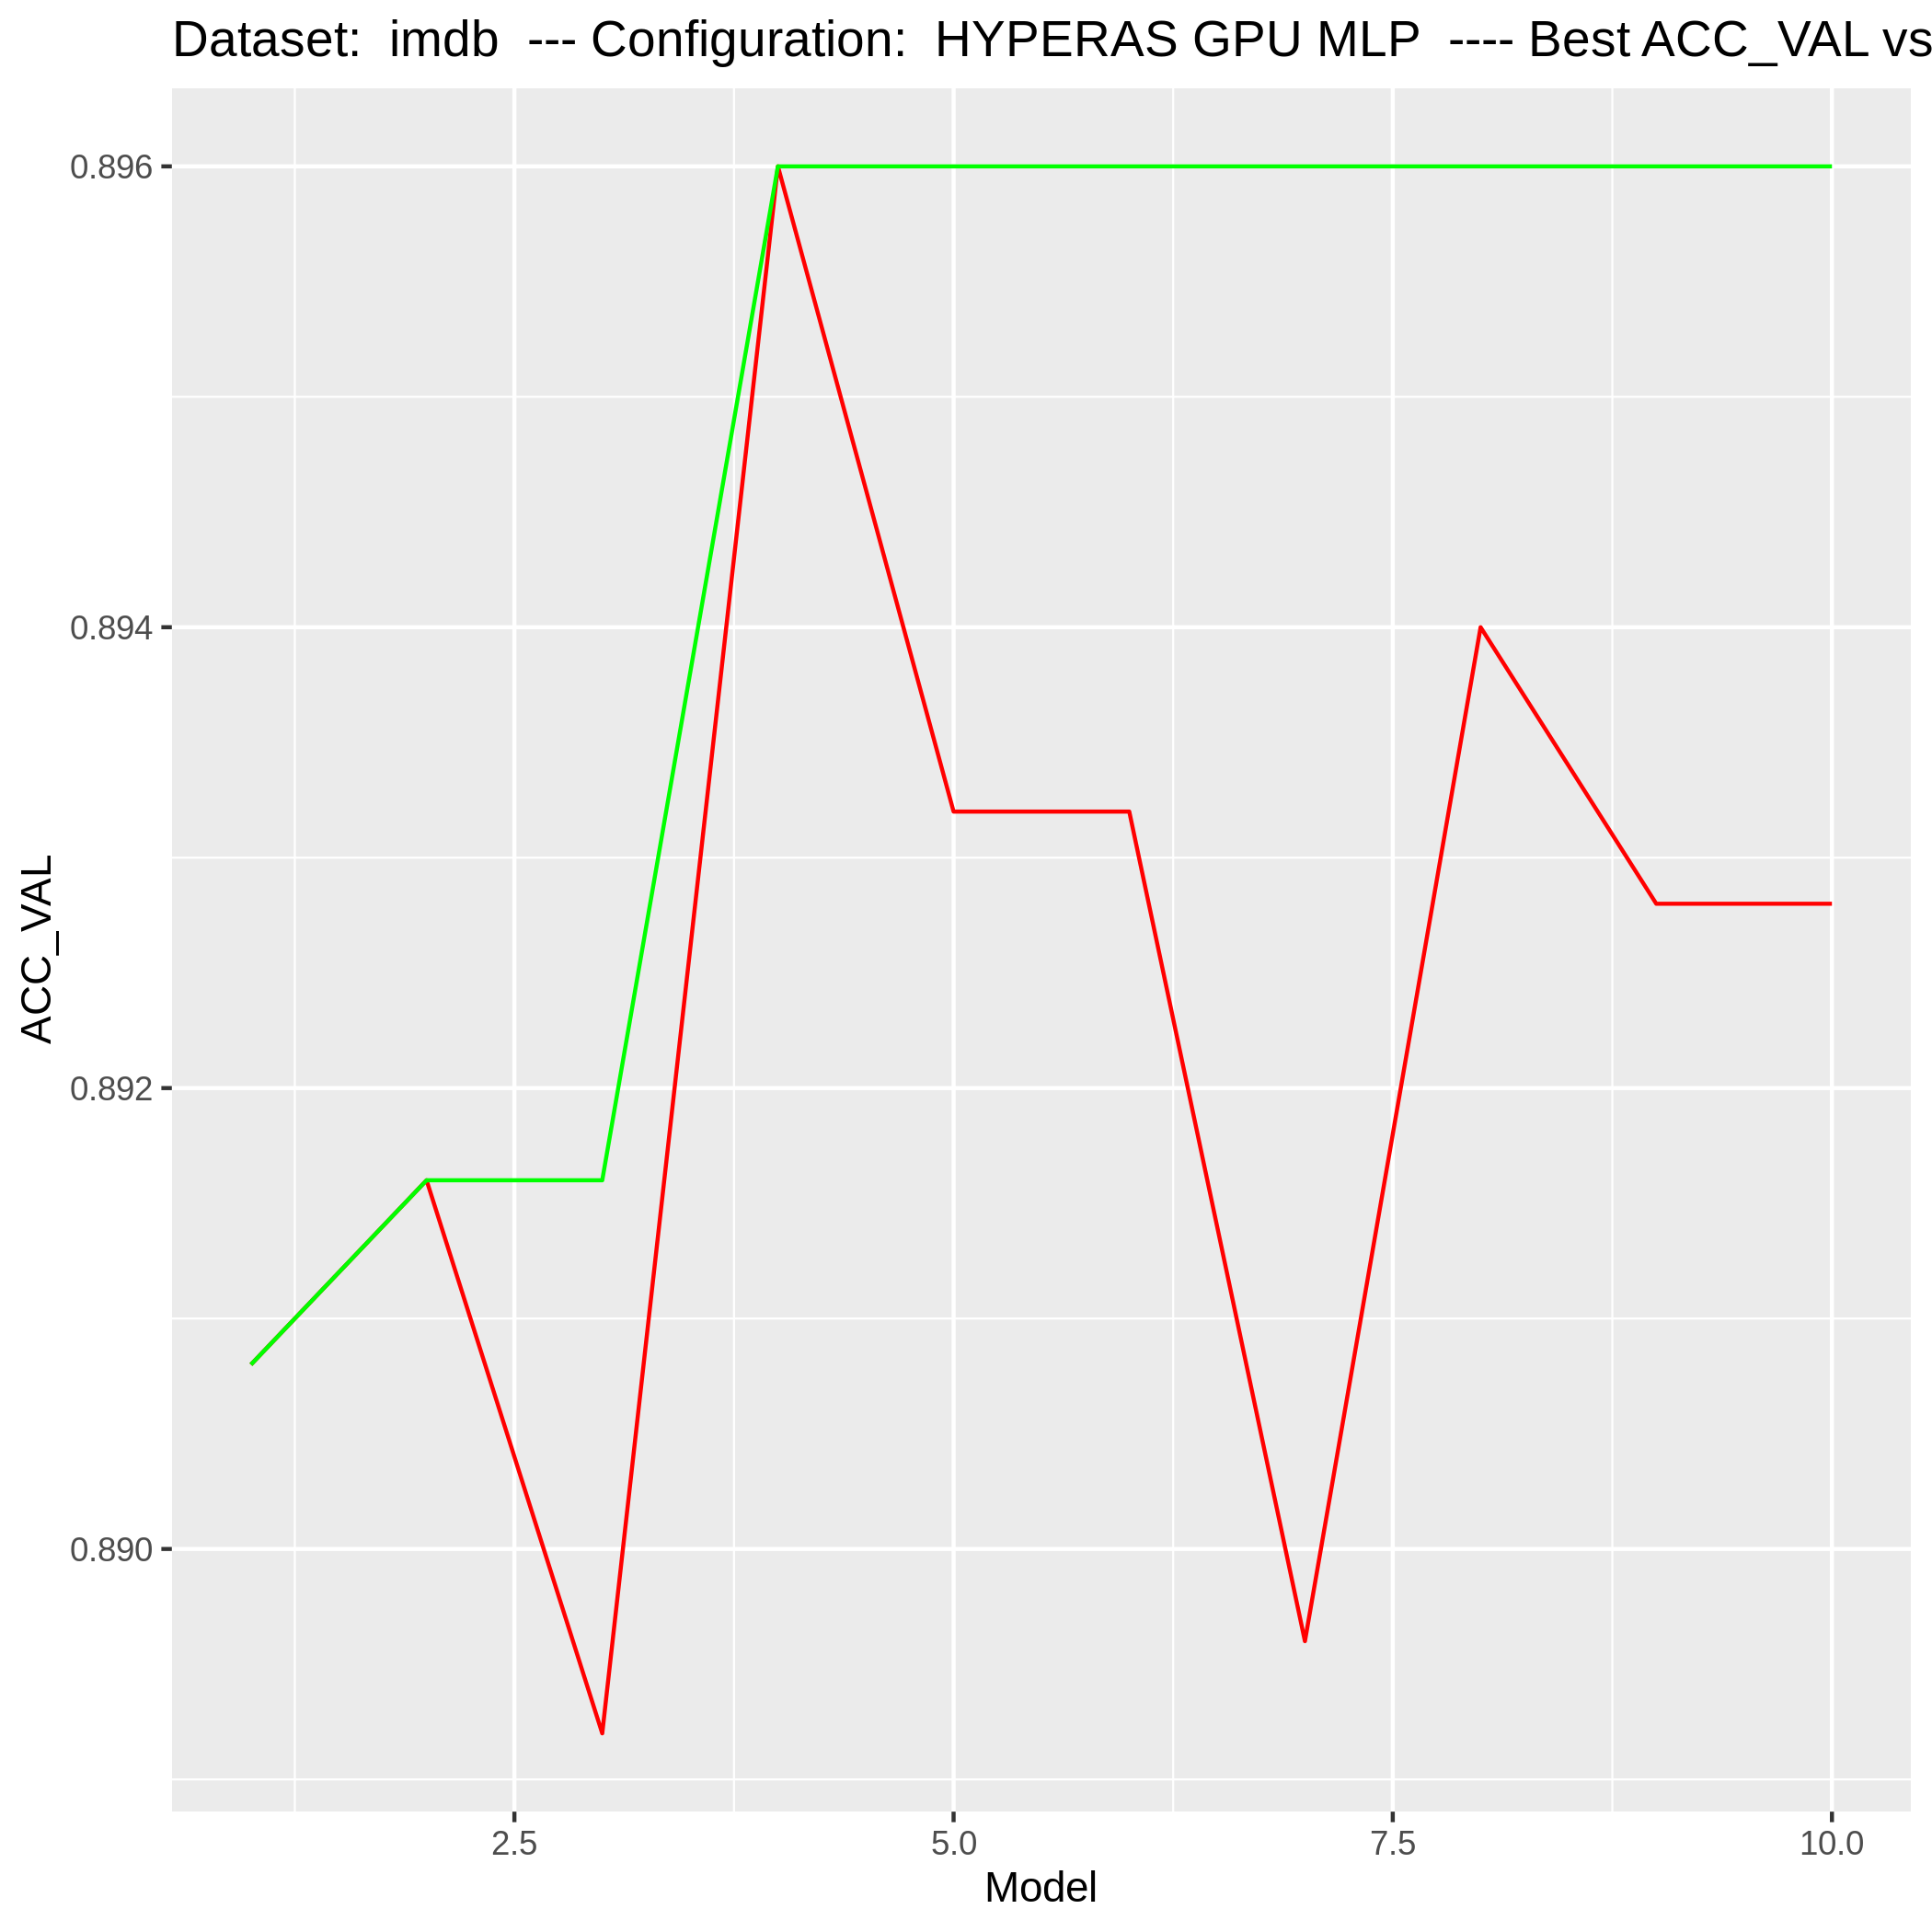 Dataset:  imdb  --- Configuration:  HYPERAS GPU MLP  ---- Best ACC_VAL vs
0.896
0.894
0.892
0.890
ACC_VAL
2.5 5.0 7.5 10.0
Model